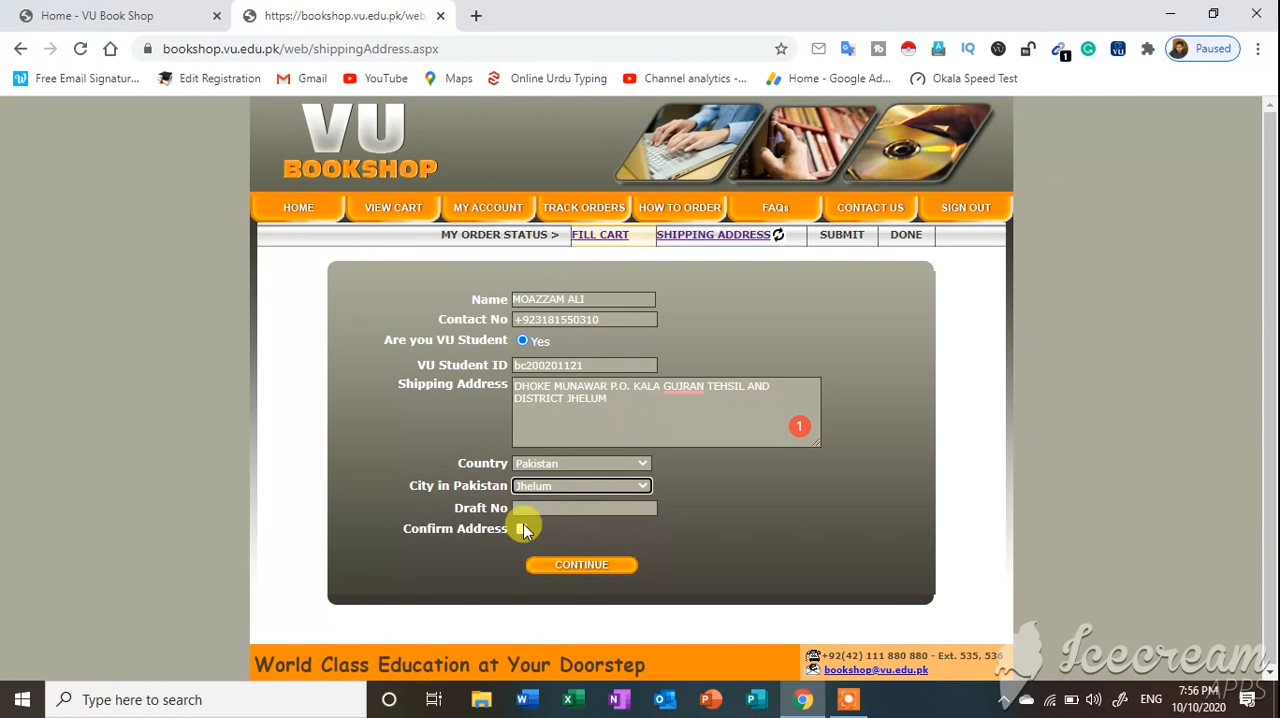 Home - VU Book Shop
https://bookshop.vu.edu.pk/web
bookshop.vu.edu.pk/web/shippingAddress.aspx
1
Paused
Free Email Signatur...
Edit Registration
Gmail
YouTube
Maps
Online Urdu Typing
Channel analytics -...
Home - Google Ad...
Okala Speed Test
VU
BOOKSHOP
HOME
VIEW CART
MY ACCOUNT
TRACK ORDERS
HOW TO ORDER
FAQs
CONTACT US
SIGN OUT
MY ORDER STATUS >
FILL CART
SHIPPING ADDRESS
SUBMIT
DONE
Name MOAZZAM ALI
Contact No +923181550310
Are you VU Student Yes
VU Student ID bc200201121
Shipping Address DHOKE MUNAWAR P.O. KALA GUJRAN TEHSIL AND
DISTRICT JHELUM
1
Country Pakistan
City in Pakistan Jhelum
Draft No
Confirm Address
CONTINUE
World Class Education at Your Doorstep
+92(42) 111 880 880 - Ext. 535, 536
bookshop@vu.edu.pk
Icecream
APPS
Type here to search
ENG
7:56 PM
10/10/2020